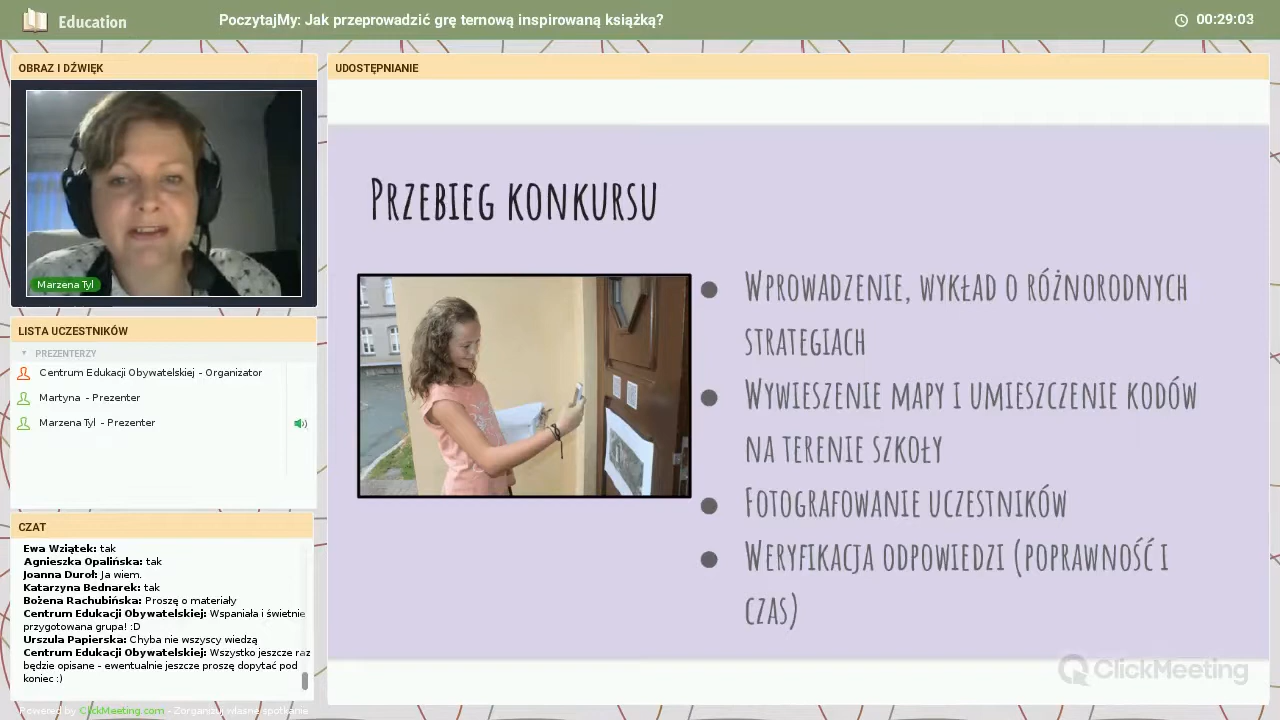 Education
PoczytajMy: Jak przeprowadzić grę ternową inspirowaną książką?
00:29:03
OBRAZ I DŹWIĘK
Marzena Tyl
LISTA UCZESTNIKÓW
PREZENTERZY
Centrum Edukacji Obywatelskiej - Organizator
Martyna - Prezenter
Marzena Tyl - Prezenter
CZAT
Ewa Wziątek: tak
Agnieszka Opalińska: tak
Joanna Duroł: Ja wiem.
Katarzyna Bednarek: tak
Bożena Rachubińska: Proszę o materiały
Centrum Edukacji Obywatelskiej: Wspaniała i świetnie
przygotowana grupa! :D
Urszula Papierska: Chyba nie wszyscy wiedzą
Centrum Edukacji Obywatelskiej: Wszystko jeszcze raz
będzie opisane - ewentualnie jeszcze proszę dopytać pod
koniec :)
Powered by ClickMeeting.com - Zorganizuj własne spotkanie
UDOSTĘPNIANIE
PRZEBIEG KONKURSU
● WPROWADZENIE, WYKŁAD O RÓŻNORODNYCH
STRATEGIACH
● WYWIESZENIE MAPY I UMIESZCZENIE KODÓW
NA TERENIE SZKOŁY
● FOTOGRAFOWANIE UCZESTNIKÓW
● WERYFIKACJA ODPOWIEDZI (POPRAWNOŚĆ I
CZAS)
ClickMeeting